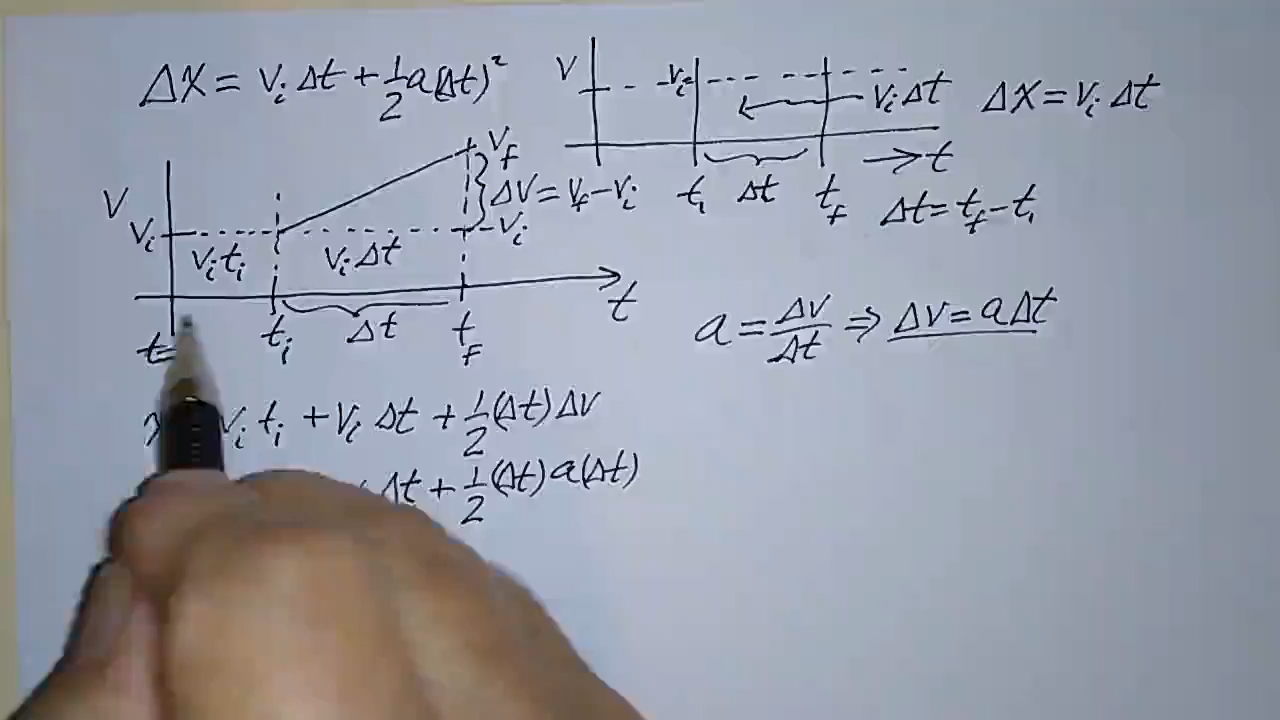 Δx = vᵢ Δt + 1/2 a(Δt)²
v
vᵢ
vᵢ Δt
Δx = vᵢ Δt
t
tᵢ Δt t_f
Δt = t_f - tᵢ
v
vᵢ
v_f
Δv = v_f - vᵢ
vᵢ
vᵢ tᵢ
vᵢ Δt
t
t=
tᵢ
Δt
t_f
a = Δv/Δt ⇒ Δv = aΔt
vᵢ tᵢ + vᵢ Δt + 1/2 (Δt) Δv
Δt + 1/2 (Δt) a(Δt)